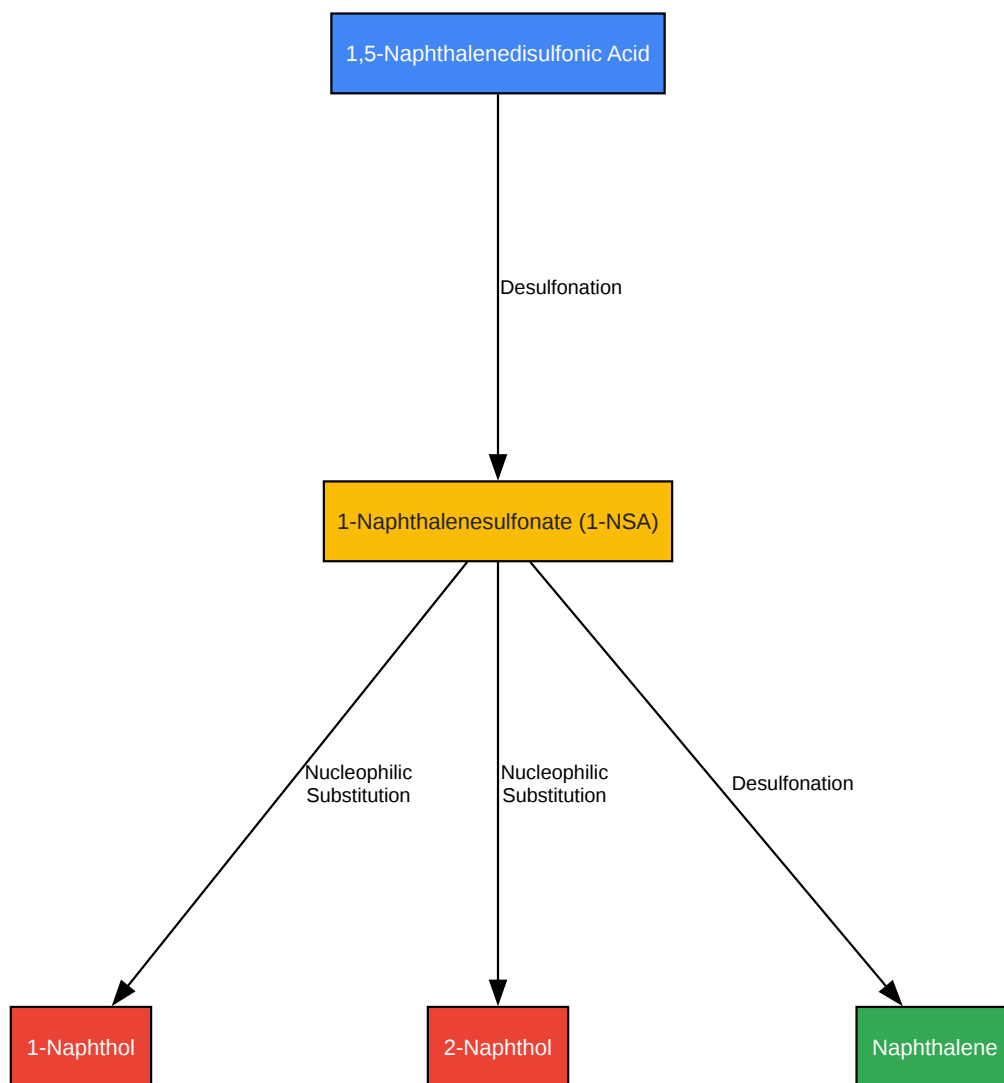 1,5-Naphthalenedisulfonic Acid
Desulfonation
1-Naphthalenesulfonate (1-NSA)
Nucleophilic
Substitution
Nucleophilic
Substitution
Desulfonation
1-Naphthol
2-Naphthol
Naphthalene